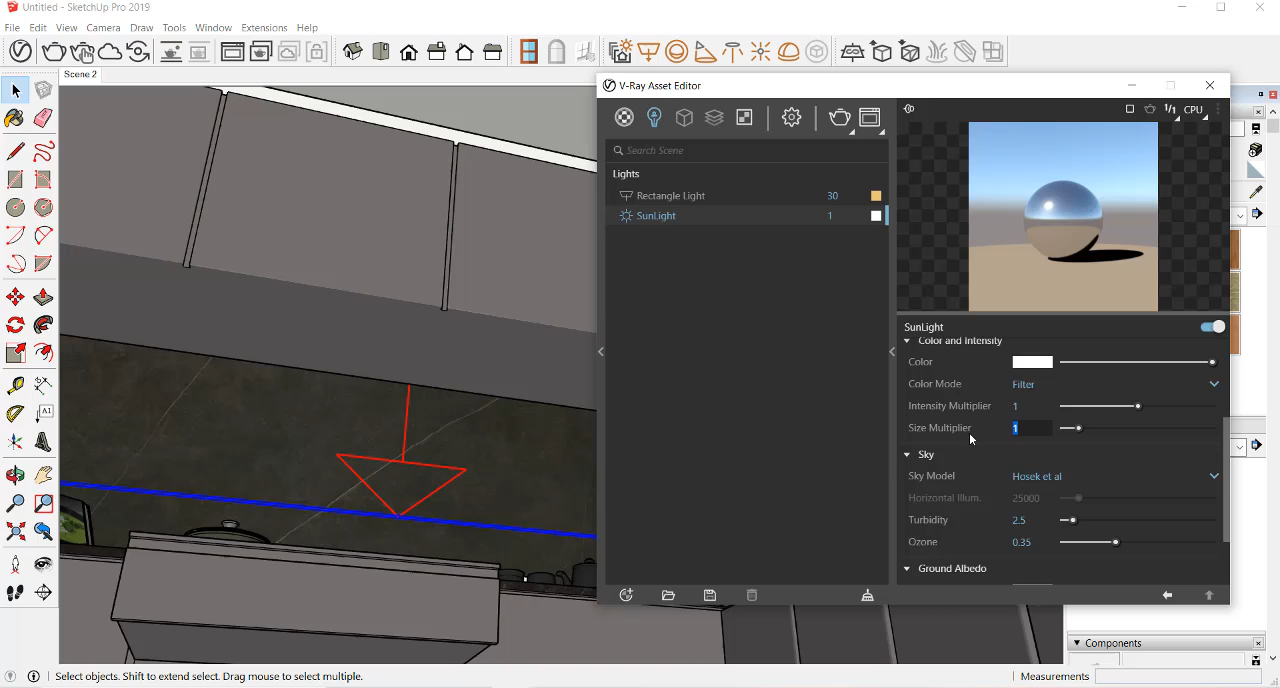 Untitled - SketchUp Pro 2019
File Edit View Camera Draw Tools Window Extensions Help
Scene 2
V-Ray Asset Editor
1/1 CPU
Search Scene
Lights
Rectangle Light 30
SunLight 1
SunLight
Color and Intensity
Color
Color Mode Filter
Intensity Multiplier 1
Size Multiplier 1
Sky
Sky Model Hosek et al
Horizontal Illum. 25000
Turbidity 2.5
Ozone 0.35
Ground Albedo
A1
Components
Select objects. Shift to extend select. Drag mouse to select multiple.
Measurements